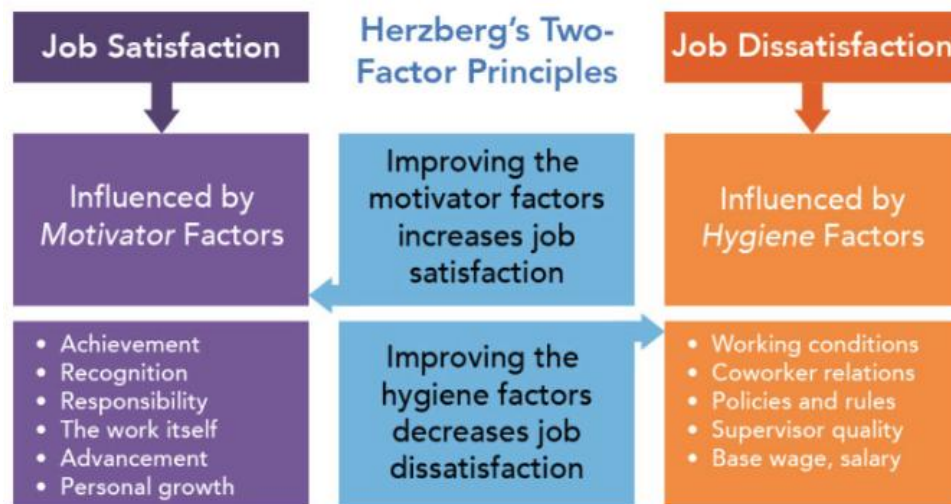 Job Satisfaction
Herzberg's Two-
Factor Principles
Job Dissatisfaction
Influenced by
Motivator Factors
Improving the
motivator factors
increases job
satisfaction
Influenced by
Hygiene Factors
• Achievement
• Recognition
• Responsibility
• The work itself
• Advancement
• Personal growth
Improving the
hygiene factors
decreases job
dissatisfaction
• Working conditions
• Coworker relations
• Policies and rules
• Supervisor quality
• Base wage, salary